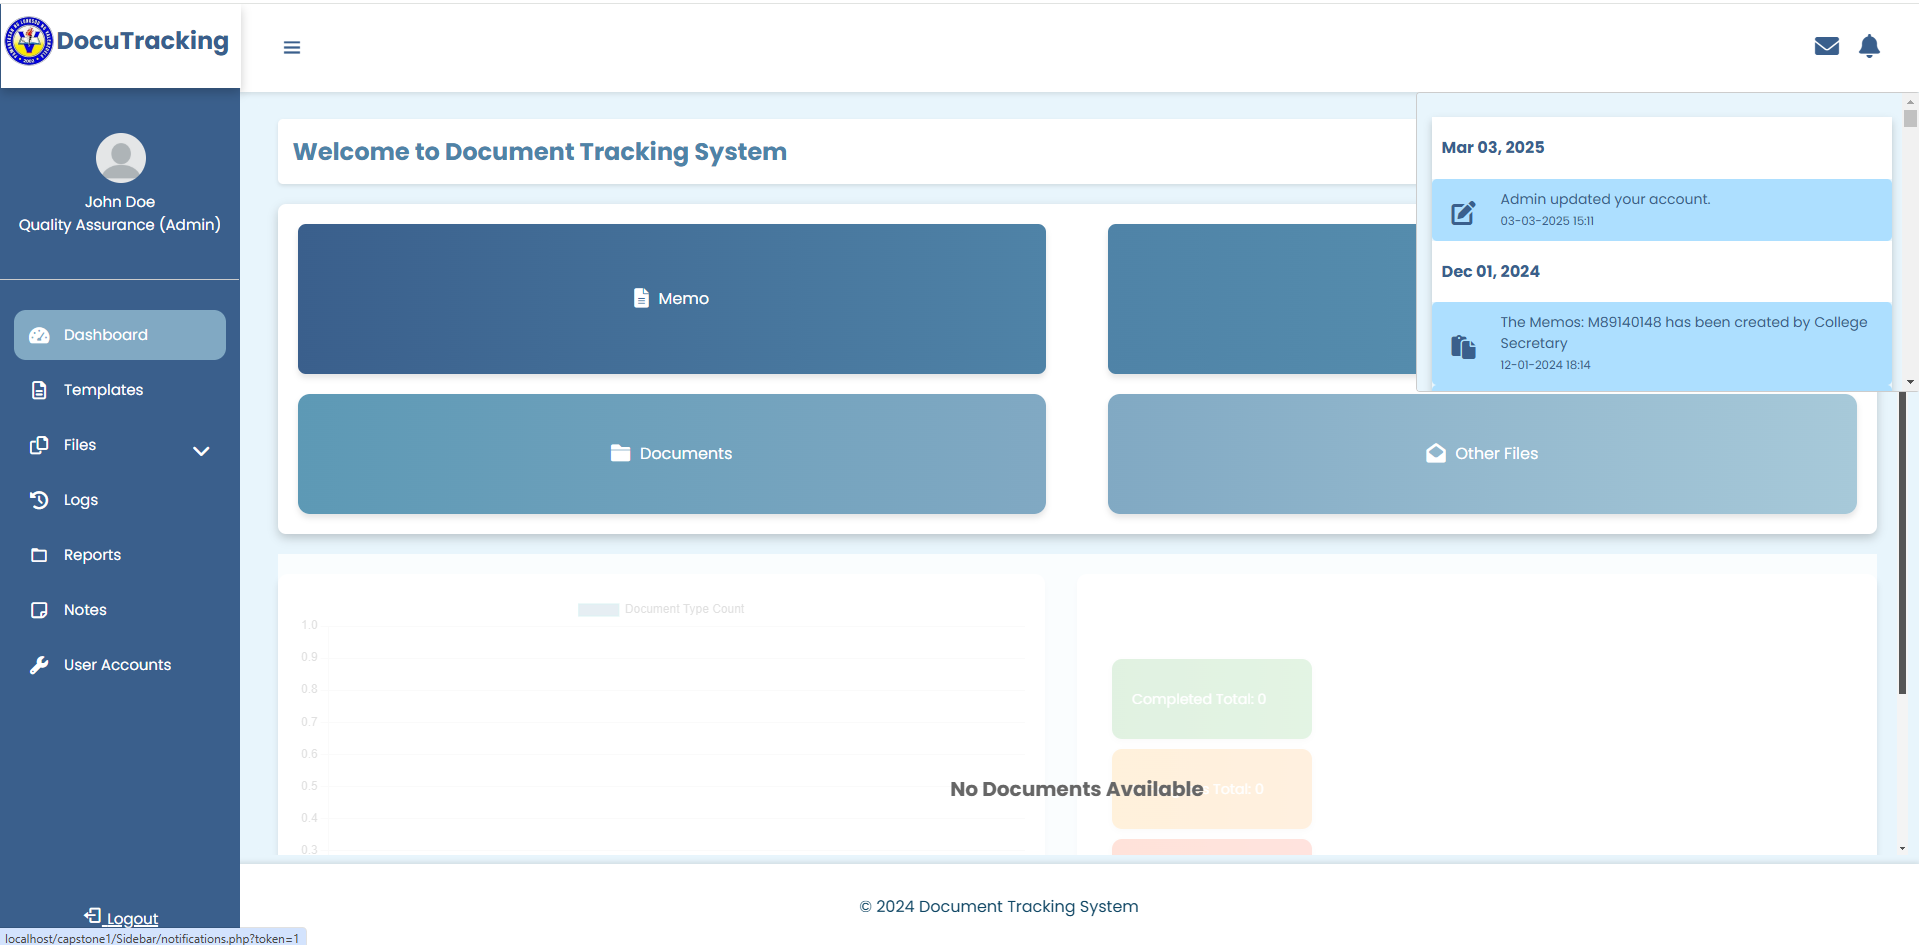 DocuTracking
John Doe
Quality Assurance (Admin)
Dashboard
Templates
Files
Logs
Reports
Notes
User Accounts
Logout
localhost/capstone1/Sidebar/notifications.php?token=1
Welcome to Document Tracking System
Memo
Documents
Other Files
Mar 03, 2025
Admin updated your account.
03-03-2025 15:11
Dec 01, 2024
The Memos: M89140148 has been created by College
Secretary
12-01-2024 18:14
Document Type Count
1.0
0.9
0.8
0.7
0.6
0.5
0.4
0.3
Completed Total: 0
No Documents Available
Total: 0
© 2024 Document Tracking System